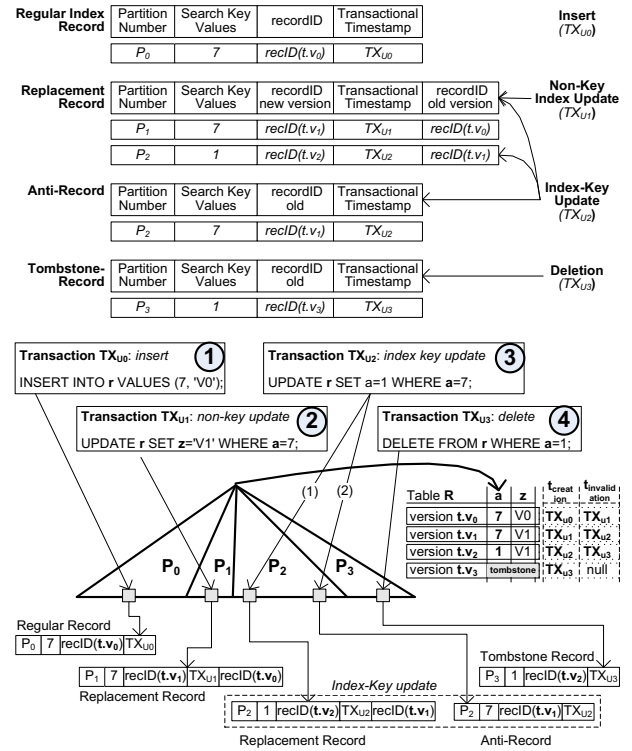 Regular Index Record
Partition Number
Search Key Values
recordID
Transactional Timestamp
Insert
(TXU0)
P0 7 recID(t.v0) TXU0
Replacement Record
Partition Number
Search Key Values
recordID new version
Transactional Timestamp
recordID old version
Non-Key Index Update
(TXU1)
P1 7 recID(t.v1) TXU1 recID(t.v0)
P2 1 recID(t.v2) TXU2 recID(t.v1)
Anti-Record
Partition Number
Search Key Values
recordID old
Transactional Timestamp
Index-Key Update
(TXU2)
P2 7 recID(t.v1) TXU2
Tombstone-Record
Partition Number
Search Key Values
recordID old
Transactional Timestamp
Deletion
(TXU3)
P3 1 recID(t.v3) TXU3
Transaction TXU0: insert
1
INSERT INTO r VALUES (7, 'V0');
Transaction TXU2: index key update
3
UPDATE r SET a=1 WHERE a=7;
Transaction TXU1: non-key update
2
UPDATE r SET z='V1' WHERE a=7;
Transaction TXU3: delete
4
DELETE FROM r WHERE a=1;
(1)
(2)
P0
P1
P2
P3
Table R a z tcreation tinvalidation
version t.v0 7 V0 TXu0 TXu1
version t.v1 7 V1 TXu1 TXu2
version t.v2 1 V1 TXu2 TXu3
version t.v3 tombstone TXu3 null
Regular Record
P0 7 recID(t.v0) TXU0
P1 7 recID(t.v1) TXU1 recID(t.v0)
Replacement Record
Tombstone Record
P3 1 recID(t.v2) TXU3
Index-Key update
P2 1 recID(t.v2) TXU2 recID(t.v1)
P2 7 recID(t.v1) TXU2
Replacement Record
Anti-Record